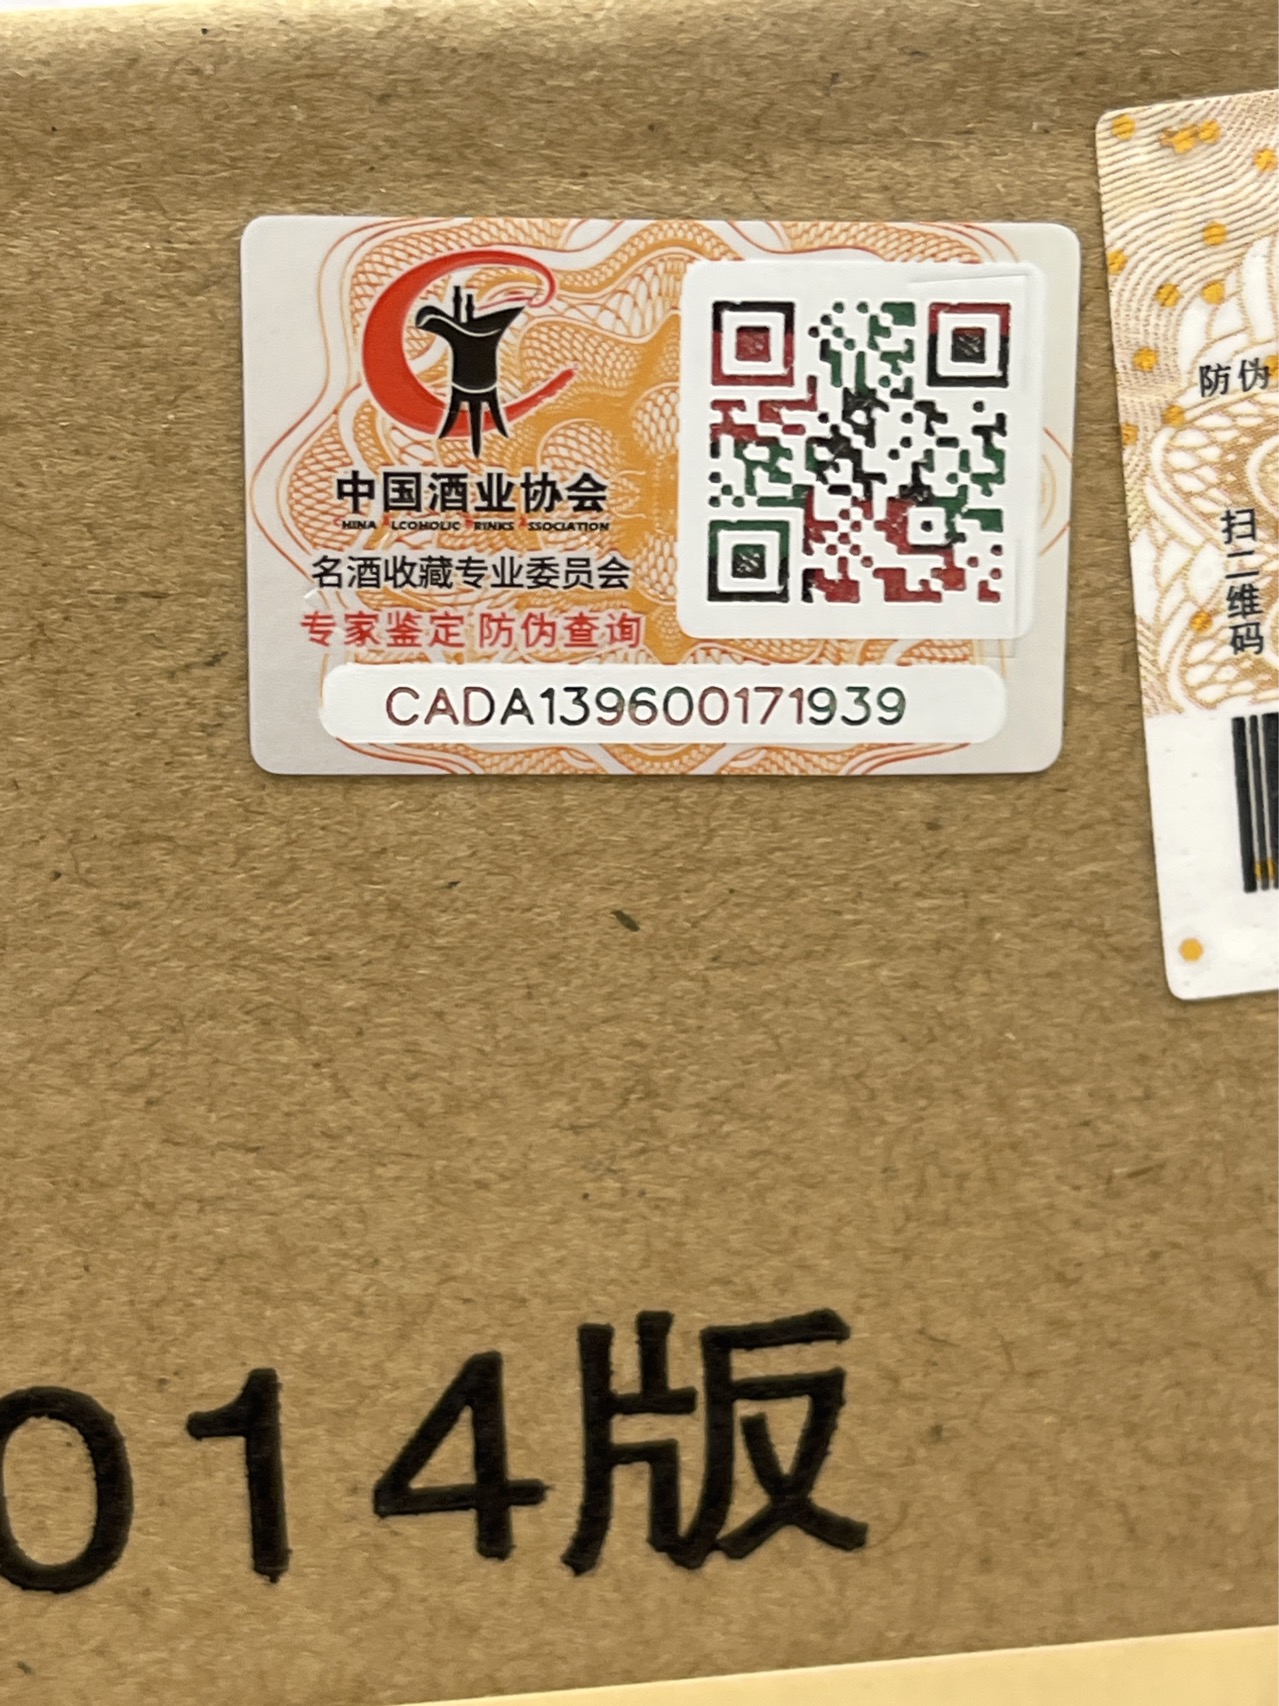 中国酒业协会
CHINA ALCOHOLIC DRINKS ASSOCIATION
名酒收藏专业委员会
专家鉴定 防伪查询
CADA139600171939
防伪
扫二维码
014版